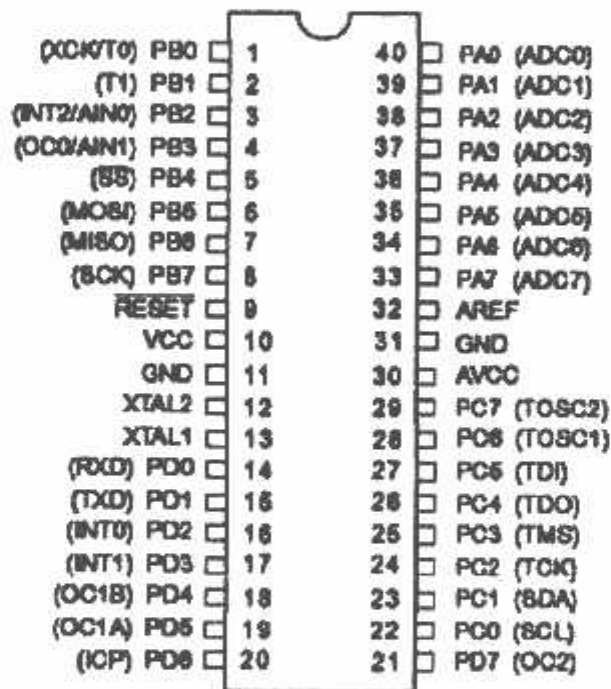 (XCK/T0) PB0 1 40 PA0 (ADC0)
(T1) PB1 2 39 PA1 (ADC1)
(INT2/AIN0) PB2 3 38 PA2 (ADC2)
(OC0/AIN1) PB3 4 37 PA3 (ADC3)
(SS) PB4 5 36 PA4 (ADC4)
(MOSI) PB5 6 35 PA5 (ADC5)
(MISO) PB6 7 34 PA6 (ADC6)
(SCK) PB7 8 33 PA7 (ADC7)
RESET 9 32 AREF
VCC 10 31 GND
GND 11 30 AVCC
XTAL2 12 29 PC7 (TOSC2)
XTAL1 13 28 PC6 (TOSC1)
(RXD) PD0 14 27 PC5 (TDI)
(TXD) PD1 15 26 PC4 (TDO)
(INT0) PD2 16 25 PC3 (TMS)
(INT1) PD3 17 24 PC2 (TCK)
(OC1B) PD4 18 23 PC1 (SDA)
(OC1A) PD5 19 22 PC0 (SCL)
(ICP) PD6 20 21 PD7 (OC2)